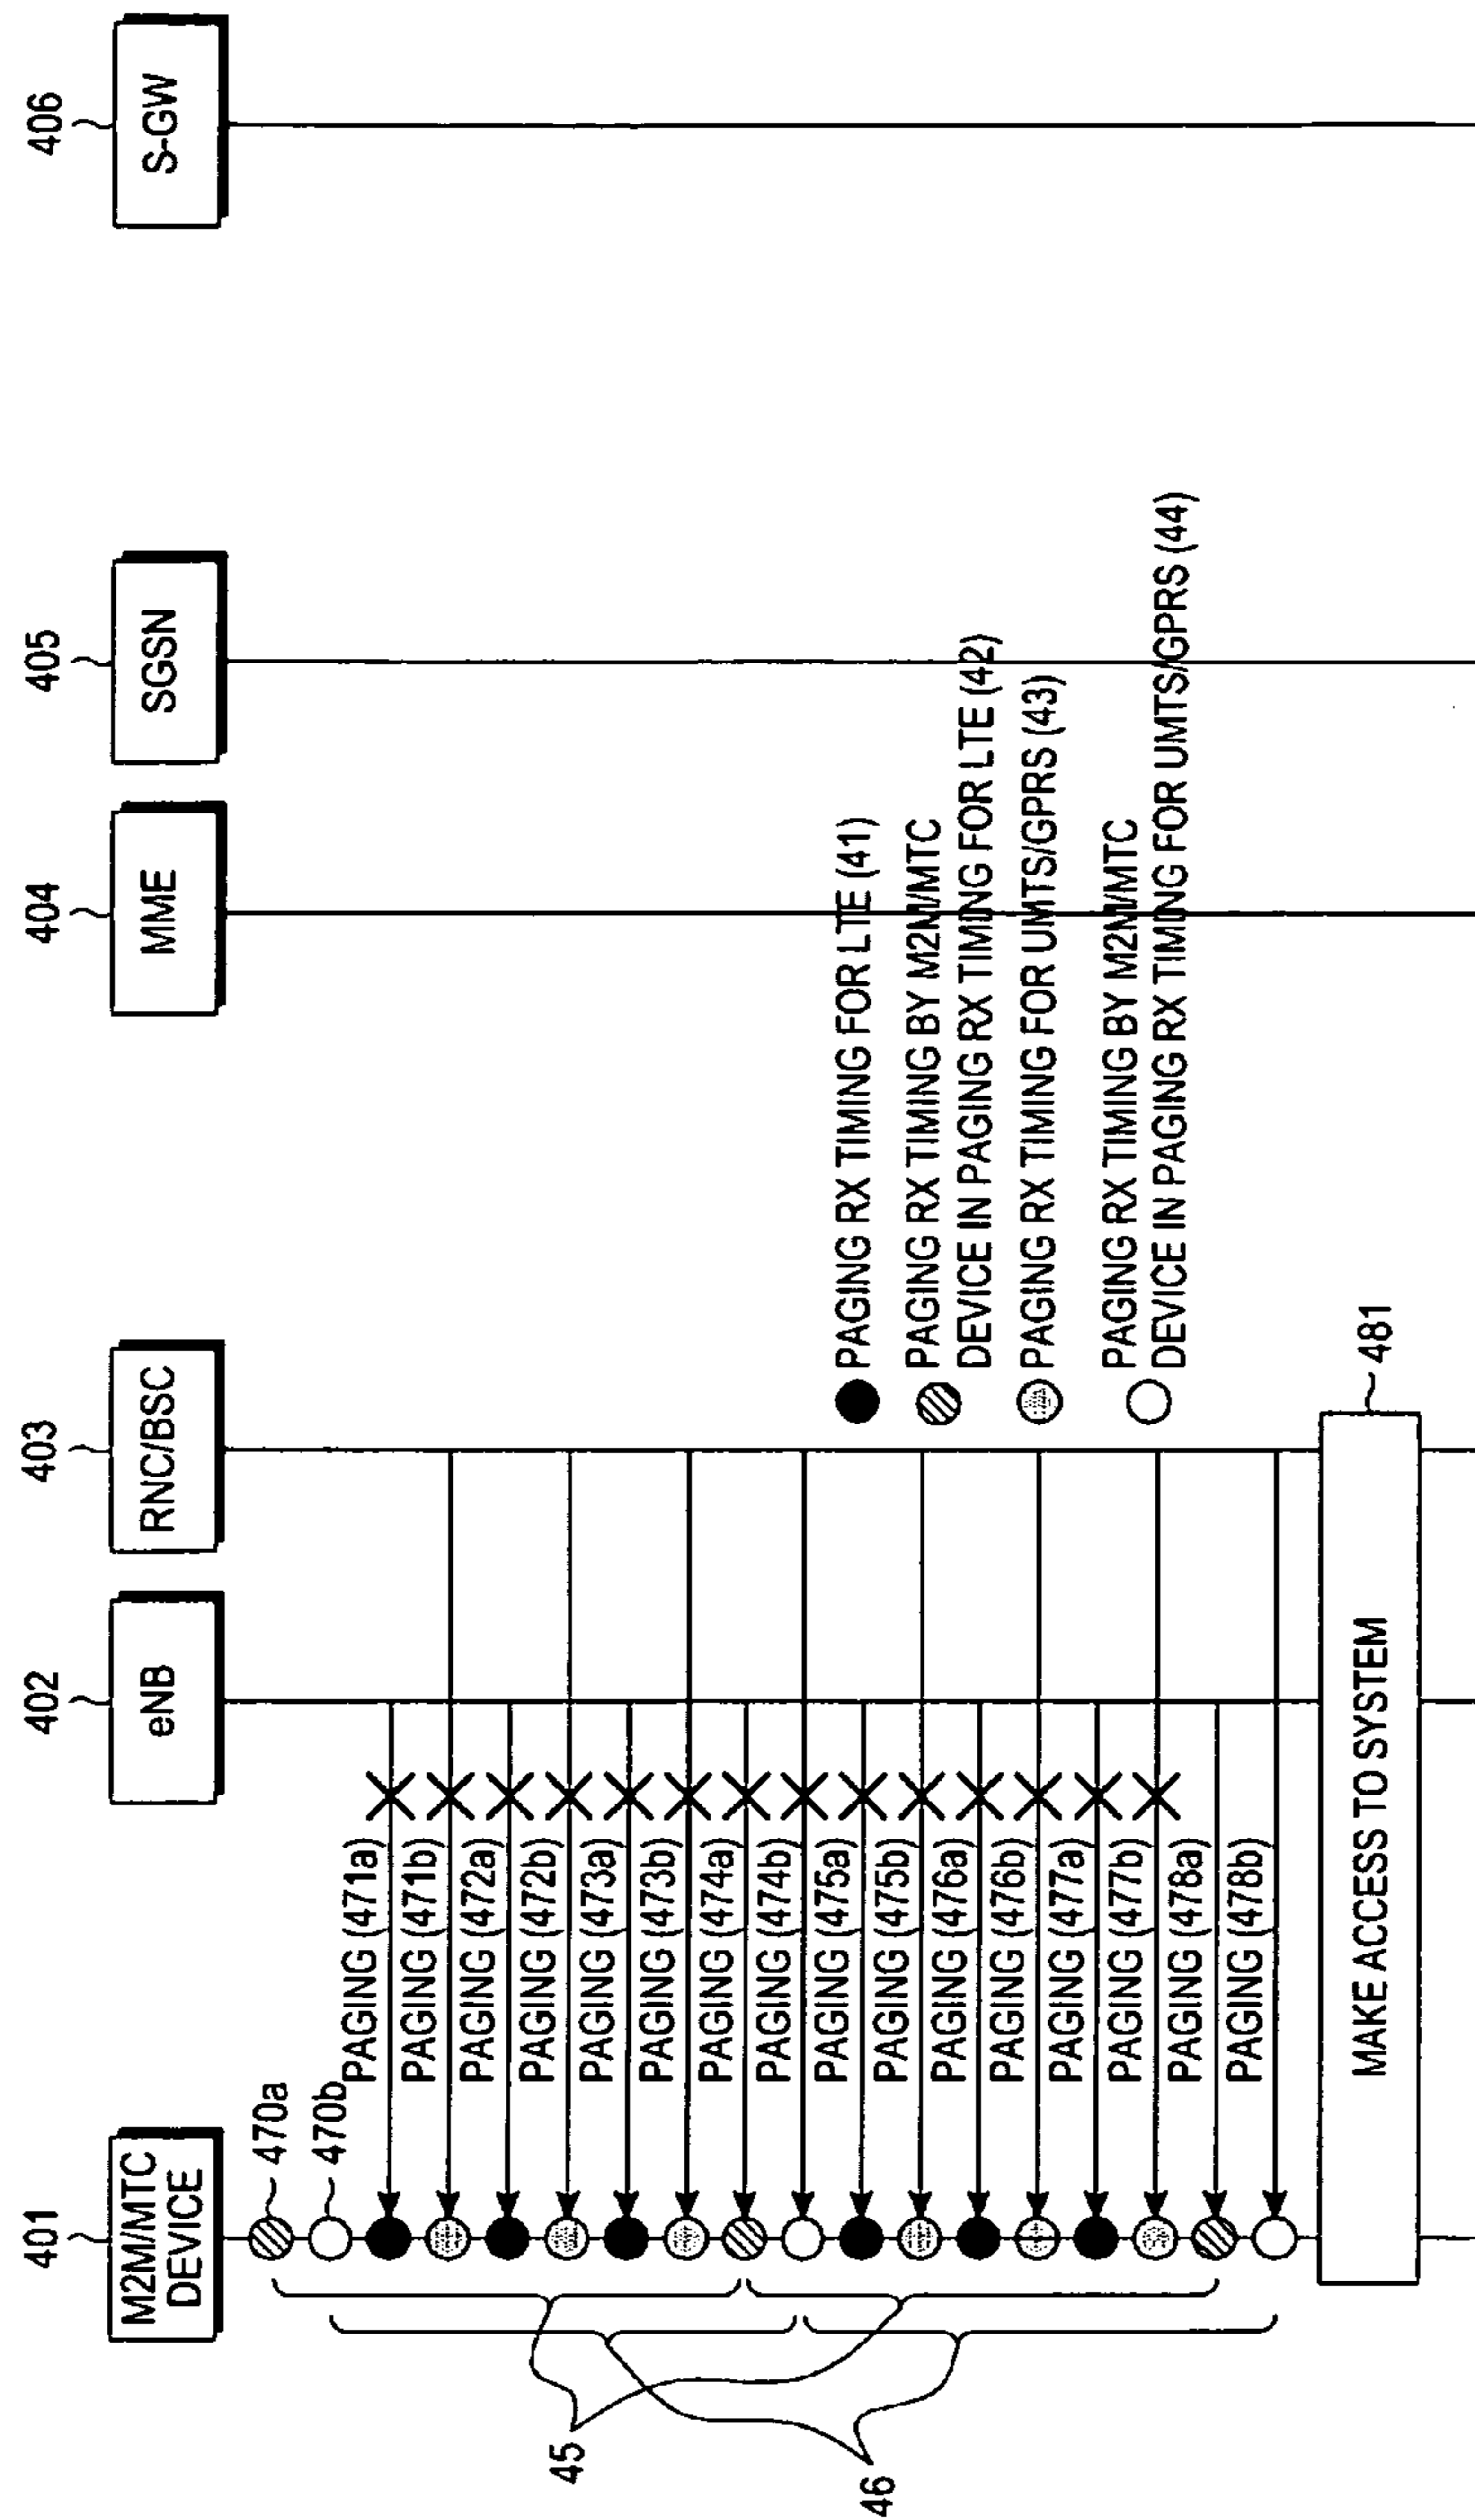 401
402
403
404
405
406
M2M/MTC
DEVICE
eNB
RNC/BSC
MME
SGSN
S-GW
470a
470b
PAGING (471a)
PAGING (471b)
PAGING (472a)
PAGING (472b)
PAGING (473a)
PAGING (473b)
PAGING (474a)
PAGING (474b)
PAGING (475a)
PAGING (475b)
PAGING (476a)
PAGING (476b)
PAGING (477a)
PAGING (477b)
PAGING (478a)
PAGING (478b)
45
46
PAGING RX TIMING FOR LTE (41)
PAGING RX TIMING BY M2M/MTC
DEVICE IN PAGING RX TIMING FOR LTE (42)
PAGING RX TIMING FOR UMTS/GPRS (43)
PAGING RX TIMING BY M2M/MTC
DEVICE IN PAGING RX TIMING FOR UMTS/GPRS (44)
MAKE ACCESS TO SYSTEM
481